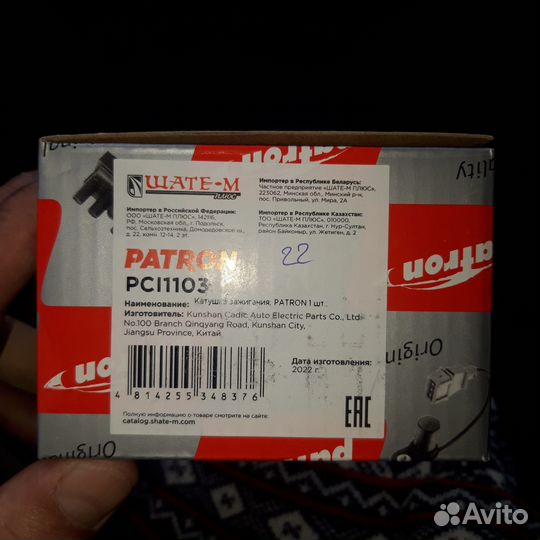 ШАТЕ-М
ПЛЮС
Импортер в Российской Федерации:
ООО «ШАТЕ-М ПЛЮС», 142116,
РФ, Московская обл., г. Подольск,
пос. Сельхозтехника, Домодедовское ш.,
д. 22, комн. 12-14, 2 эт.
Импортер в Республике Беларусь:
Частное предприятие «ШАТЕ-М ПЛЮС»,
223062, Минская обл., Минский р-н,
пос. Привольный, ул. Мира, 2А
Импортер в Республике Казахстан:
ТОО «ШАТЕ-М ПЛЮС», 010000,
Республика Казахстан, г. Нур-Султан,
район Байконыр, ул. Жетиген, д. 2
PATRON
22
PCI1103
Наименование: Катушка зажигания. PATRON 1 шт.
Изготовитель: Kunshan Cadic Auto Electric Parts Co., Ltd.
No.100 Branch Qingyang Road, Kunshan City,
Jiangsu Province, Китай
Дата изготовления:
2022 г.
4 814255 348376
EAC
Полную информацию о товаре смотрите на сайте:
catalog.shate-m.com
patron
Origin
Avito